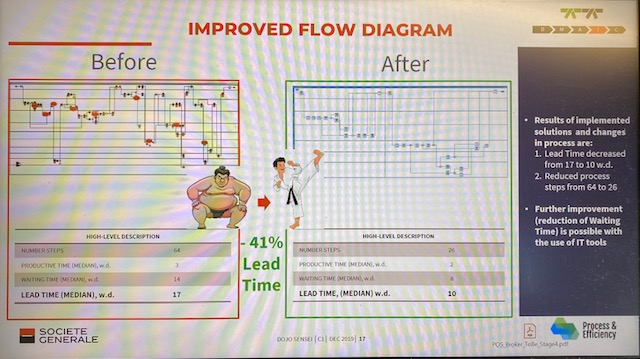 IMPROVED FLOW DIAGRAM
D M A I C
Before
After
• Results of implemented
solutions and changes
in process are:
1. Lead Time decreased
from 17 to 10 w.d.
2. Reduced process
steps from 64 to 26
• Further improvement
(reduction of Waiting
Time) is possible with
the use of IT tools
HIGH-LEVEL DESCRIPTION
NUMBER STEPS 64
PRODUCTIVE TIME (MEDIAN), w.d. 3
WAITING TIME (MEDIAN), w.d. 14
LEAD TIME (MEDIAN), w.d. 17
- 41%
Lead
Time
HIGH-LEVEL DESCRIPTION
NUMBER STEPS 26
PRODUCTIVE TIME (MEDIAN), w.d. 2
WAITING TIME (MEDIAN), w.d. 8
LEAD TIME, (MEDIAN) w.d. 10
SOCIETE
GENERALE
DOJO SENSEI | C1 | DEC 2019 | 17
POS_Broker_Tolle_Stage4.pdf
Process &
Efficiency